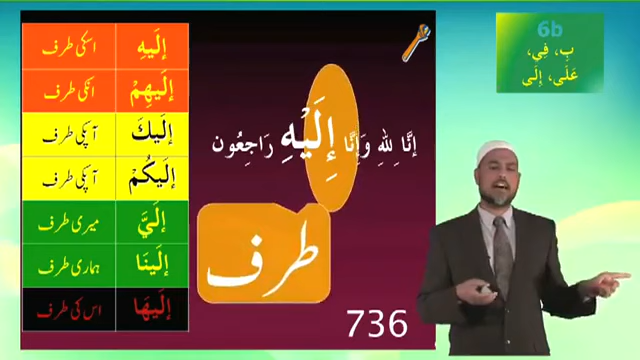 6b
بِ، فِي،
عَلَى، إِلَى
إِلَيهِ اسکی طرف
إِلَيهِمْ انکی طرف
إِلَيكَ آپکی طرف
إِلَيكُمْ آپکی طرف
إِلَيَّ میری طرف
إِلَينَا ہماری طرف
إِلَيهَا اس کی طرف
إِنَّا لِلّٰهِ وَإِنَّا إِلَيْهِ رَاجِعُون
طرف
736